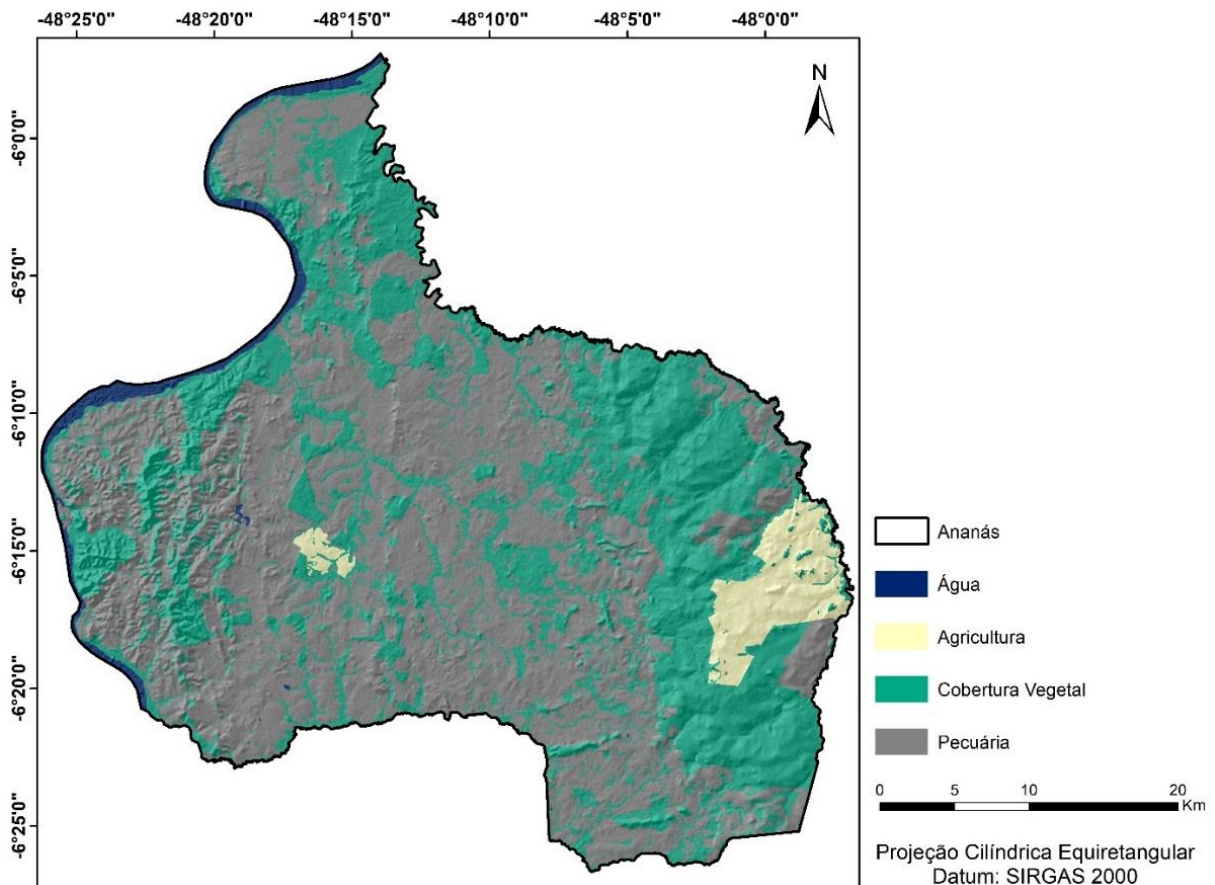 -48°25'0" -48°20'0" -48°15'0" -48°10'0" -48°5'0" -48°0'0"
N
-6°0'0"
-6°5'0"
-6°10'0"
-6°15'0"
-6°20'0"
-6°25'0"
Ananás
Água
Agricultura
Cobertura Vegetal
Pecuária
0 5 10 20
Km
Projeção Cilíndrica Equiretangular
Datum: SIRGAS 2000